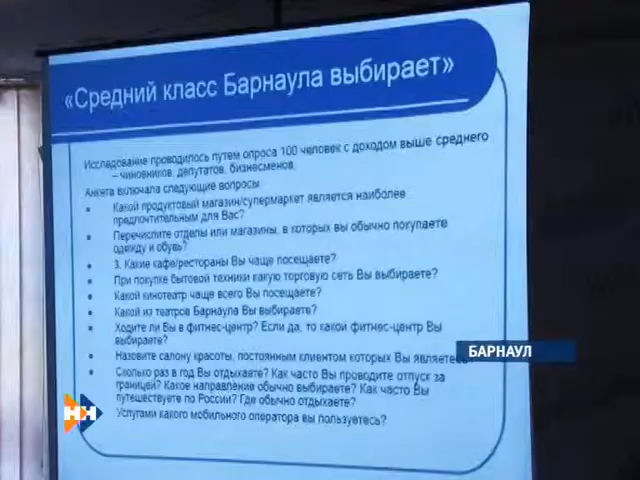 «Средний класс Барнаула выбирает»
Исследование проводилось путем опроса 100 человек с доходом выше среднего
– чиновников, депутатов, бизнесменов.
Анкета включала следующие вопросы
• Какой продуктовый магазин/супермаркет является наиболее
предпочтительным для Вас?
• Перечислите отделы или магазины, в которых вы обычно покупаете
одежду и обувь?
• 3. Какие кафе/рестораны Вы чаще посещаете?
• При покупке бытовой техники какую торговую сеть Вы выбираете?
• Какой кинотеатр чаще всего Вы посещаете?
• Какой из театров Барнаула Вы выбираете?
• Ходите ли Вы в фитнес-центр? Если да, то какой фитнес-центр Вы
выбираете?
• Назовите салону красоты, постоянным клиентом которых Вы являетесь
БАРНАУЛ
• Сколько раз в год Вы отдыхаете? Как часто Вы проводите отпуск за
границей? Какое направление обычно выбираете? Как часто Вы
путешествуете по России? Где обычно отдыхаете?
• Услугами какого мобильного оператора вы пользуетесь?
НН